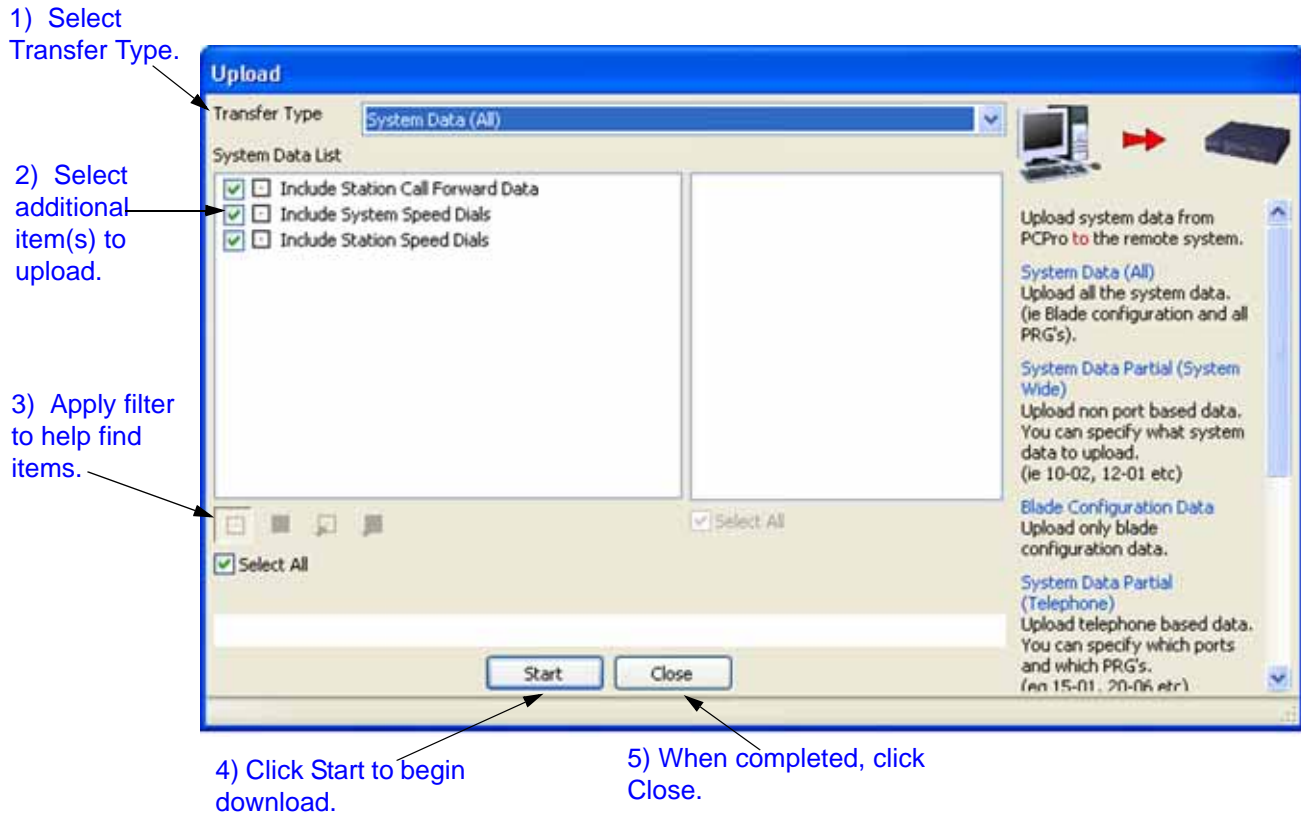 1) Select
Transfer Type.
Upload
Transfer Type
System Data (All)
System Data List
2) Select
additional
item(s) to
upload.
Include Station Call Forward Data
Include System Speed Dials
Include Station Speed Dials
3) Apply filter
to help find
items.
Select All
Select All
Start
Close
Upload system data from
PCPro to the remote system.
System Data (All)
Upload all the system data.
(ie Blade configuration and all
PRG's).
System Data Partial (System
Wide)
Upload non port based data.
You can specify what system
data to upload.
(ie 10-02, 12-01 etc)
Blade Configuration Data
Upload only blade
configuration data.
System Data Partial
(Telephone)
Upload telephone based data.
You can specify which ports
and which PRG's.
(eg 15-01, 20-06 etc)
4) Click Start to begin
download.
5) When completed, click
Close.